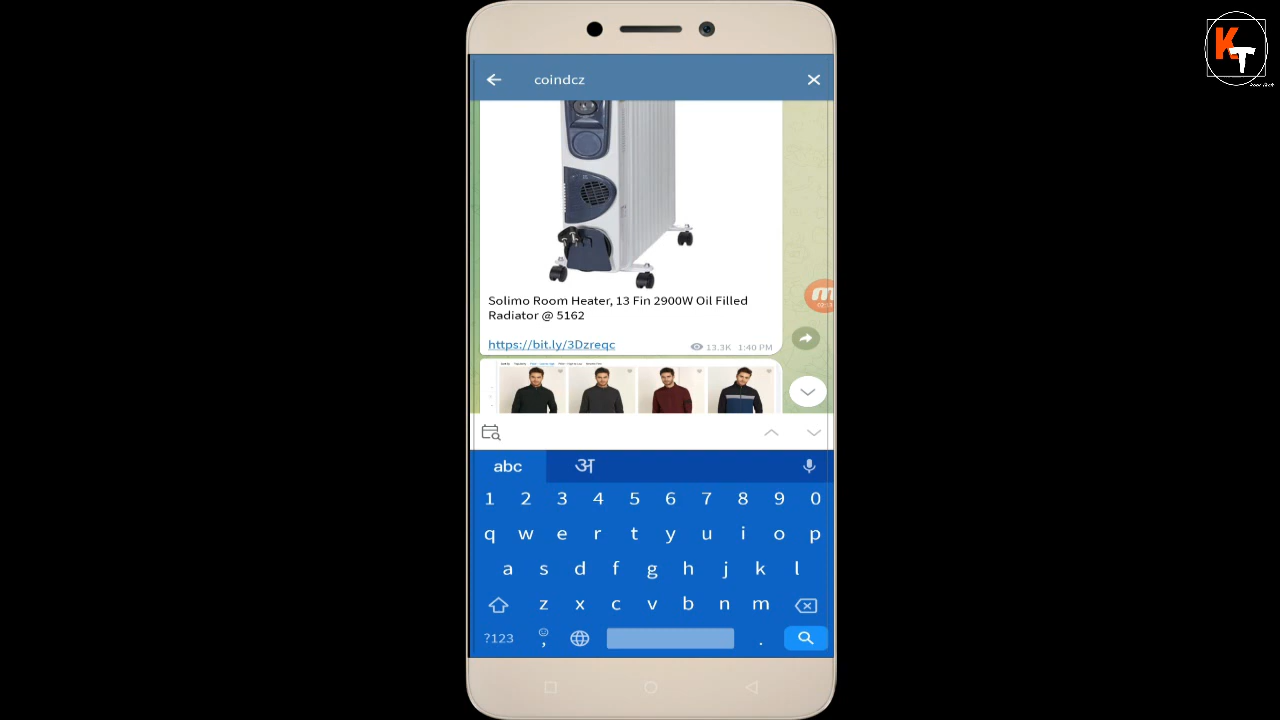 KT
coindcz
Solimo Room Heater, 13 Fin 2900W Oil Filled
Radiator @ 5162
https://bit.ly/3Dzreqc
13.3K 1:40 PM
abc अ
1 2 3 4 5 6 7 8 9 0
q w e r t y u i o p
a s d f g h j k l
z x c v b n m
?123 , .